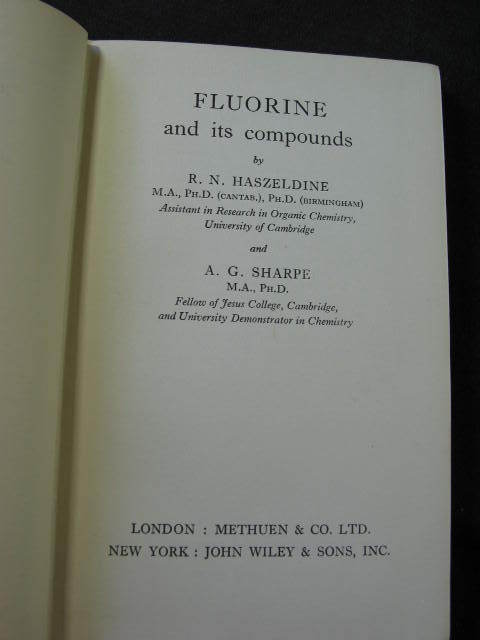 FLUORINE
and its compounds
by
R. N. HASZELDINE
M.A., PH.D. (CANTAB.), PH.D. (BIRMINGHAM)
Assistant in Research in Organic Chemistry,
University of Cambridge
and
A. G. SHARPE
M.A., PH.D.
Fellow of Jesus College, Cambridge,
and University Demonstrator in Chemistry
LONDON : METHUEN & CO. LTD.
NEW YORK : JOHN WILEY & SONS, INC.